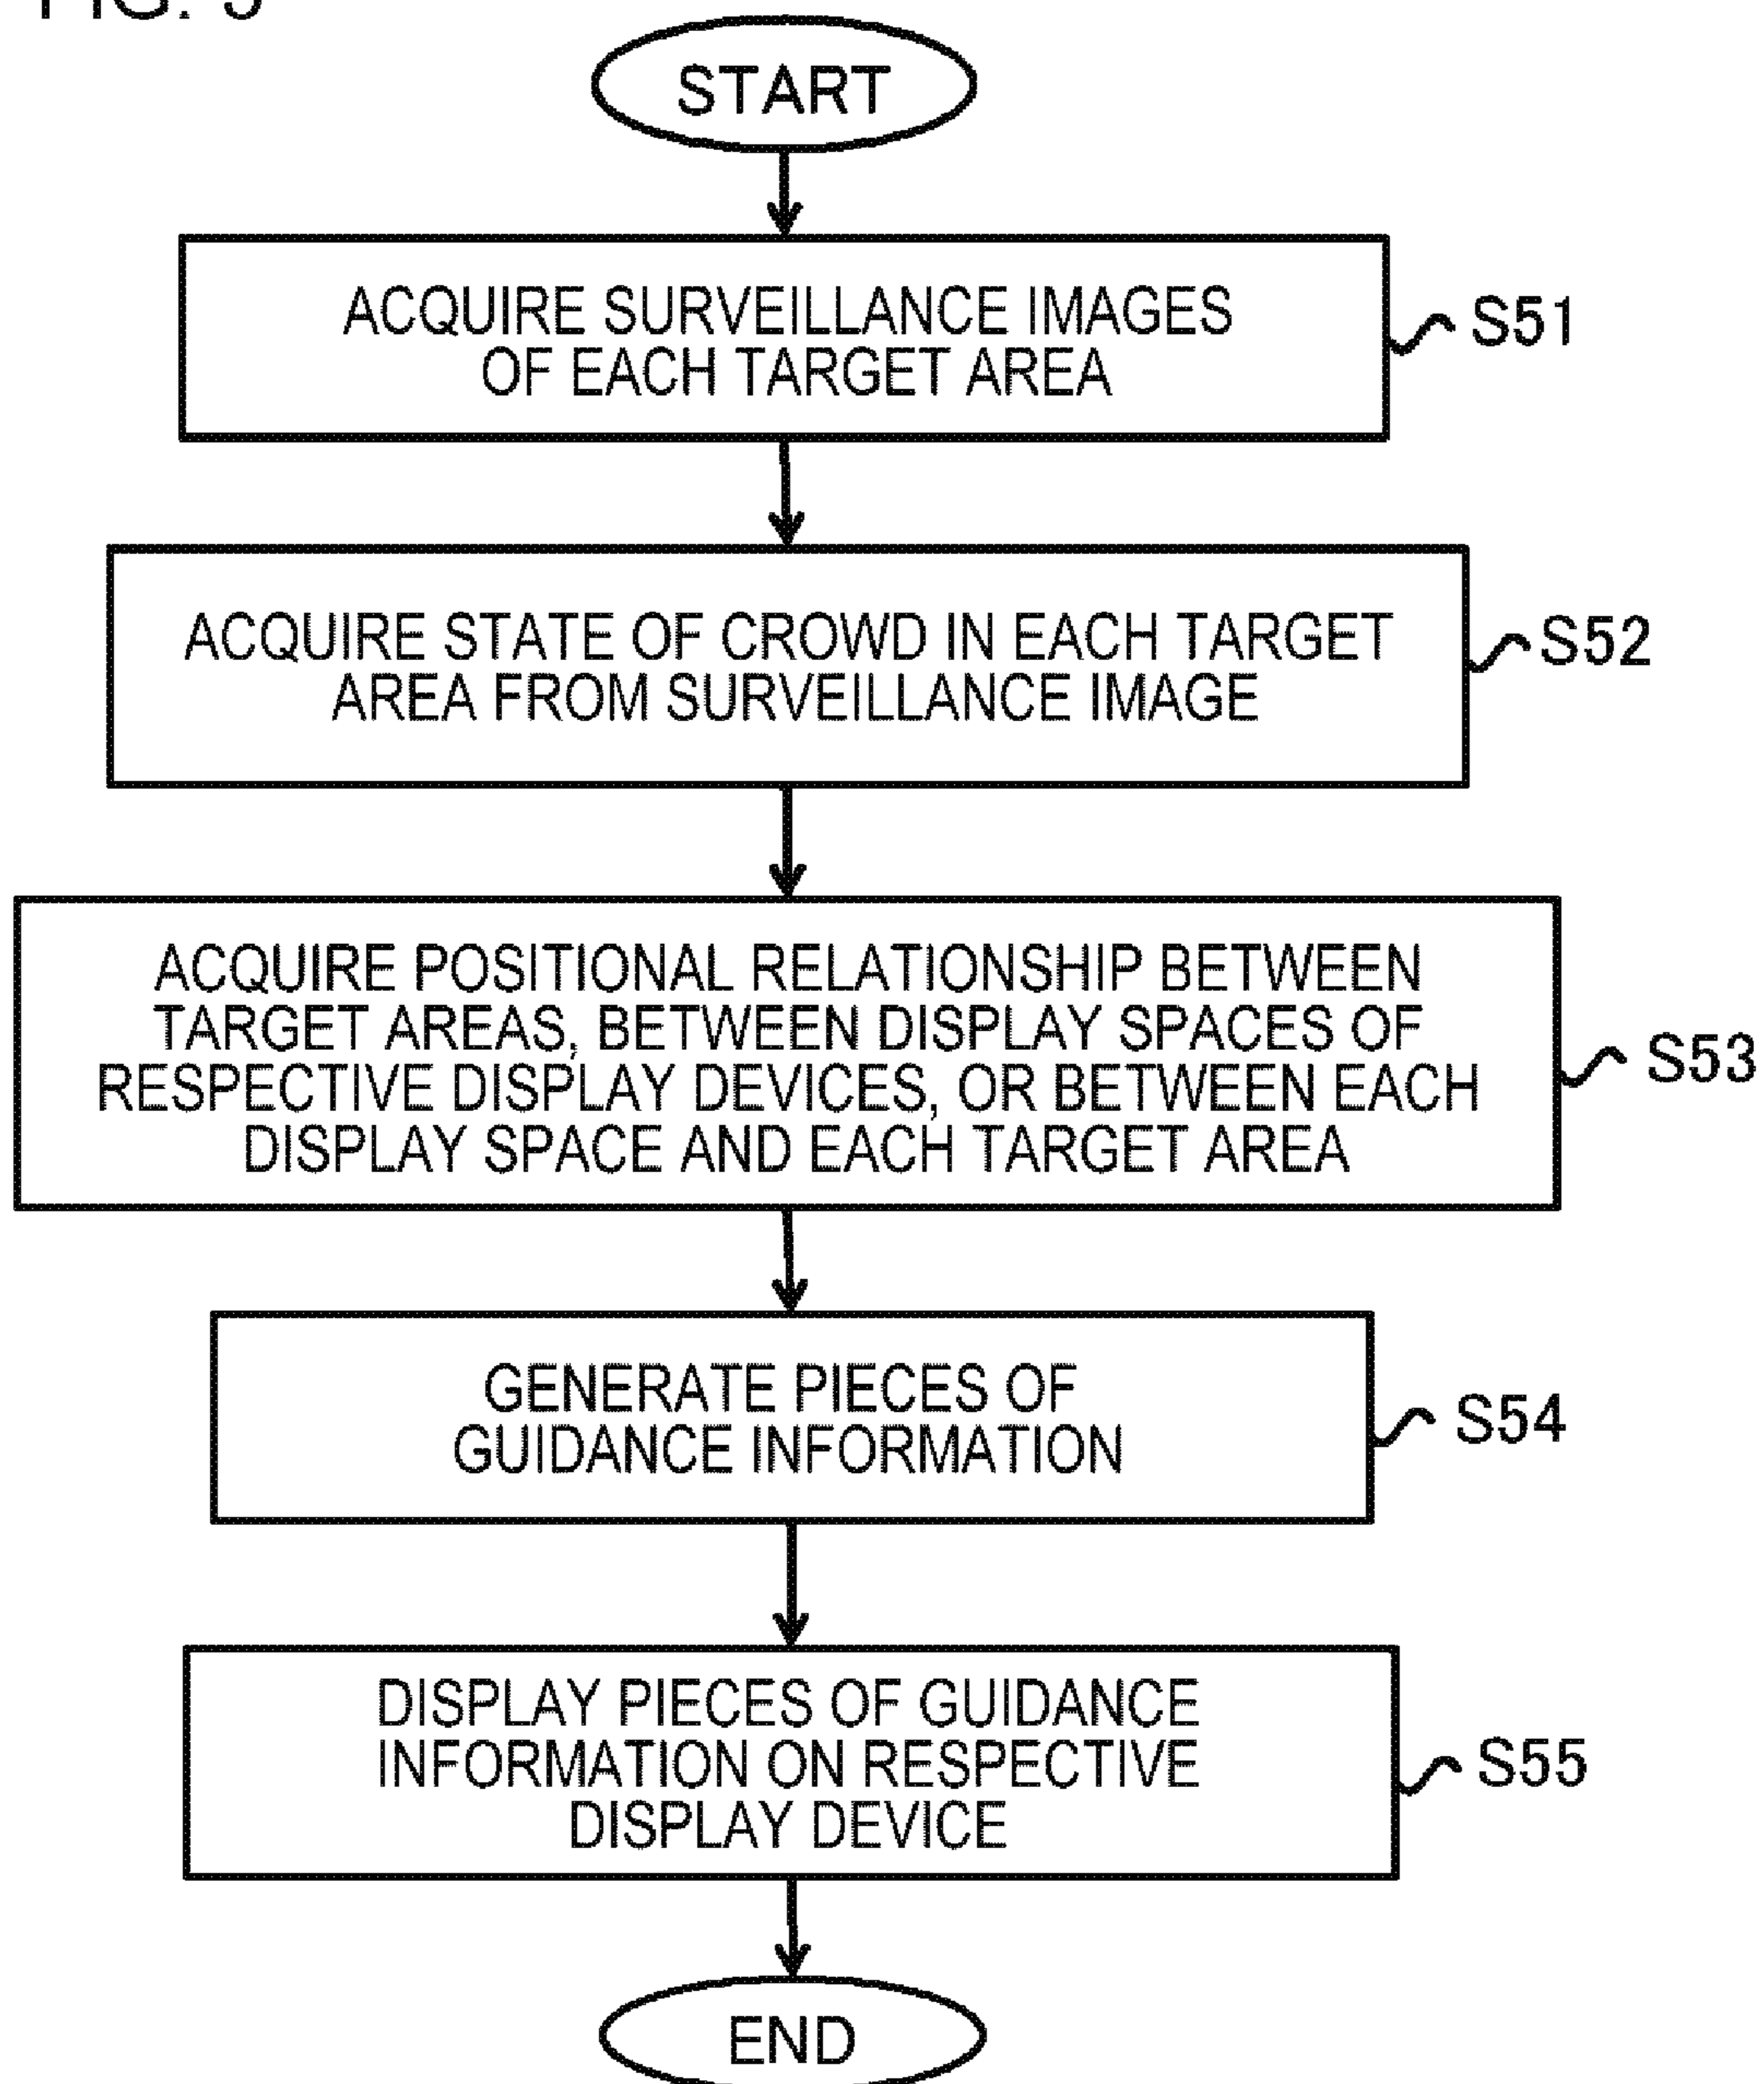 FIG.
START
ACQUIRE SURVEILLANCE IMAGES
OF EACH TARGET AREA
S51
ACQUIRE STATE OF CROWD IN EACH TARGET
AREA FROM SURVEILLANCE IMAGE
S52
ACQUIRE POSITIONAL RELATIONSHIP BETWEEN
TARGET AREAS, BETWEEN DISPLAY SPACES OF
RESPECTIVE DISPLAY DEVICES, OR BETWEEN EACH
DISPLAY SPACE AND EACH TARGET AREA
S53
GENERATE PIECES OF
GUIDANCE INFORMATION
S54
DISPLAY PIECES OF GUIDANCE
INFORMATION ON RESPECTIVE
DISPLAY DEVICE
S55
END